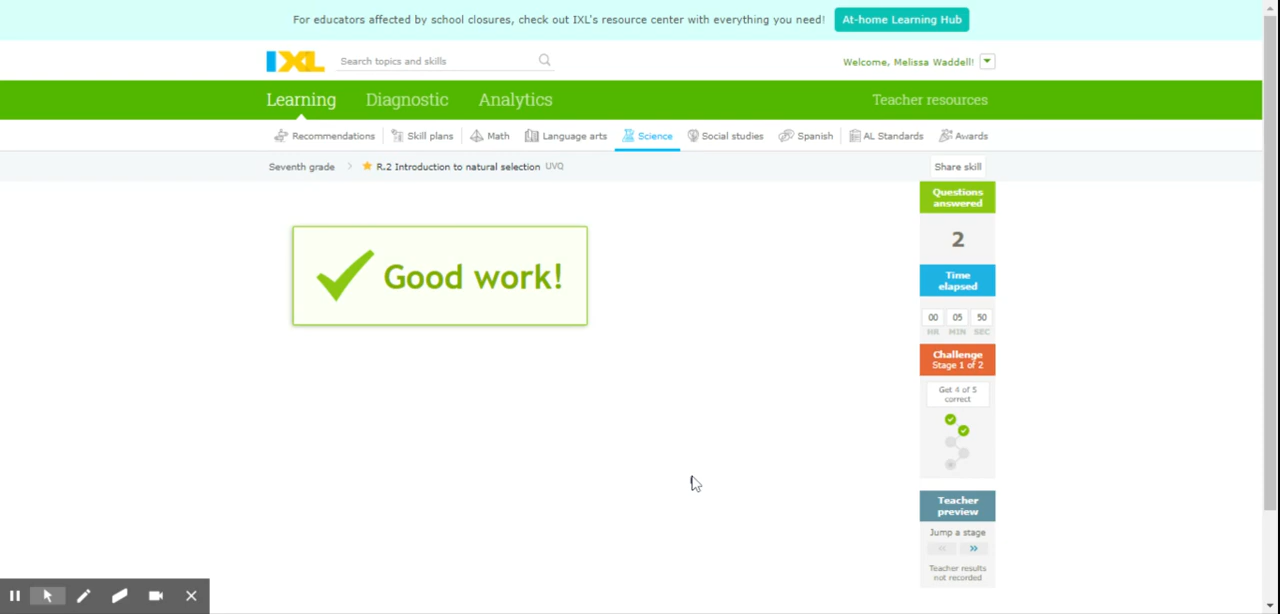 For educators affected by school closures, check out IXL's resource center with everything you need! At-home Learning Hub
IXL Search topics and skills Welcome, Melissa Waddell!
Learning Diagnostic Analytics Teacher resources
Recommendations Skill plans Math Language arts Science Social studies Spanish AL Standards Awards
Seventh grade > R.2 Introduction to natural selection UVQ Share skill
Questions
answered
2
Good work!
Time
elapsed
00 05 50
HR MIN SEC
Challenge
Stage 1 of 2
Get 4 of 5
correct
Teacher
preview
Jump a stage
Teacher results
not recorded